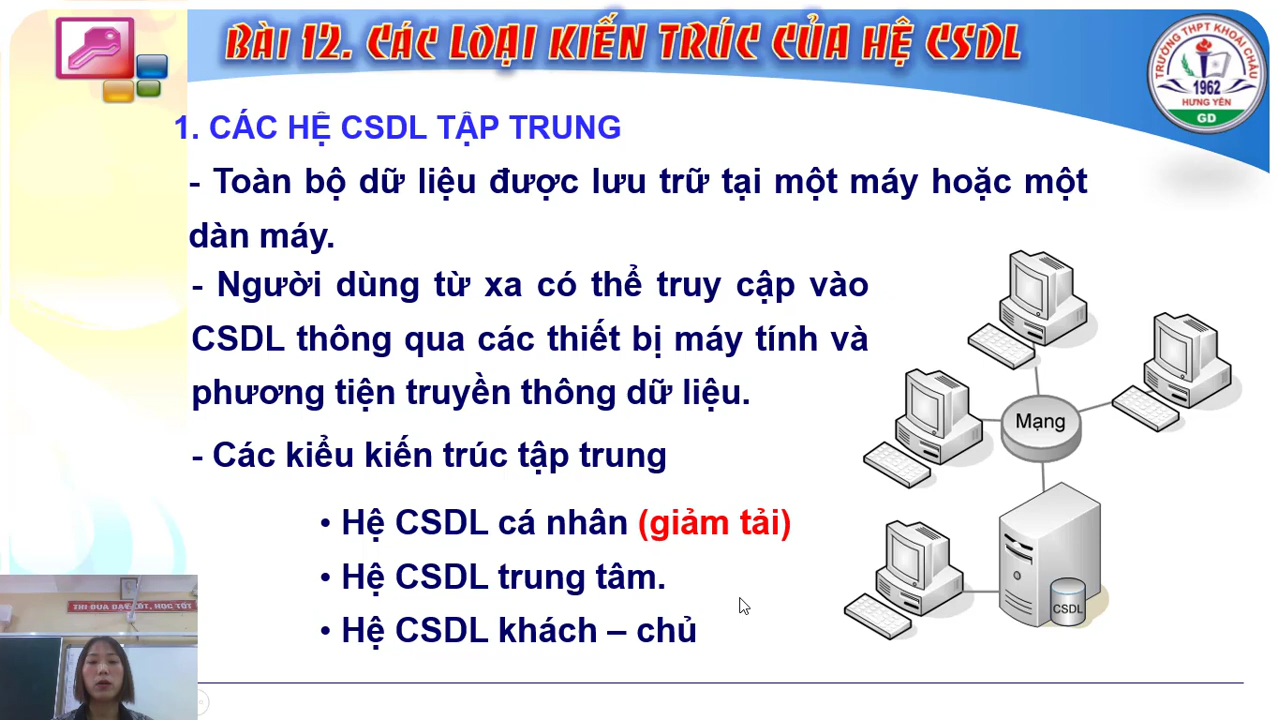 BÀI 12. CÁC LOẠI KIẾN TRÚC CỦA HỆ CSDL
TRƯỜNG THPT KHOÁI CHÂU
1962
HƯNG YÊN
GD
1. CÁC HỆ CSDL TẬP TRUNG
- Toàn bộ dữ liệu được lưu trữ tại một máy hoặc một
dàn máy.
- Người dùng từ xa có thể truy cập vào
CSDL thông qua các thiết bị máy tính và
phương tiện truyền thông dữ liệu.
- Các kiểu kiến trúc tập trung
• Hệ CSDL cá nhân (giảm tải)
• Hệ CSDL trung tâm.
• Hệ CSDL khách – chủ
Mạng
CSDL
THI ĐUA DẠY TỐT, HỌC TỐT